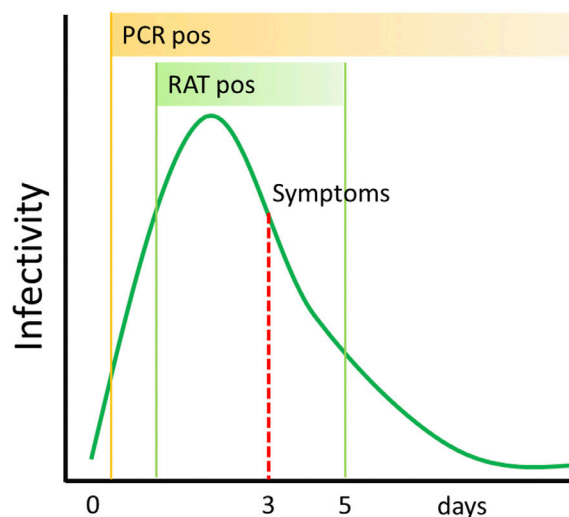 PCR pos
RAT pos
Symptoms
Infectivity
0 3 5 days